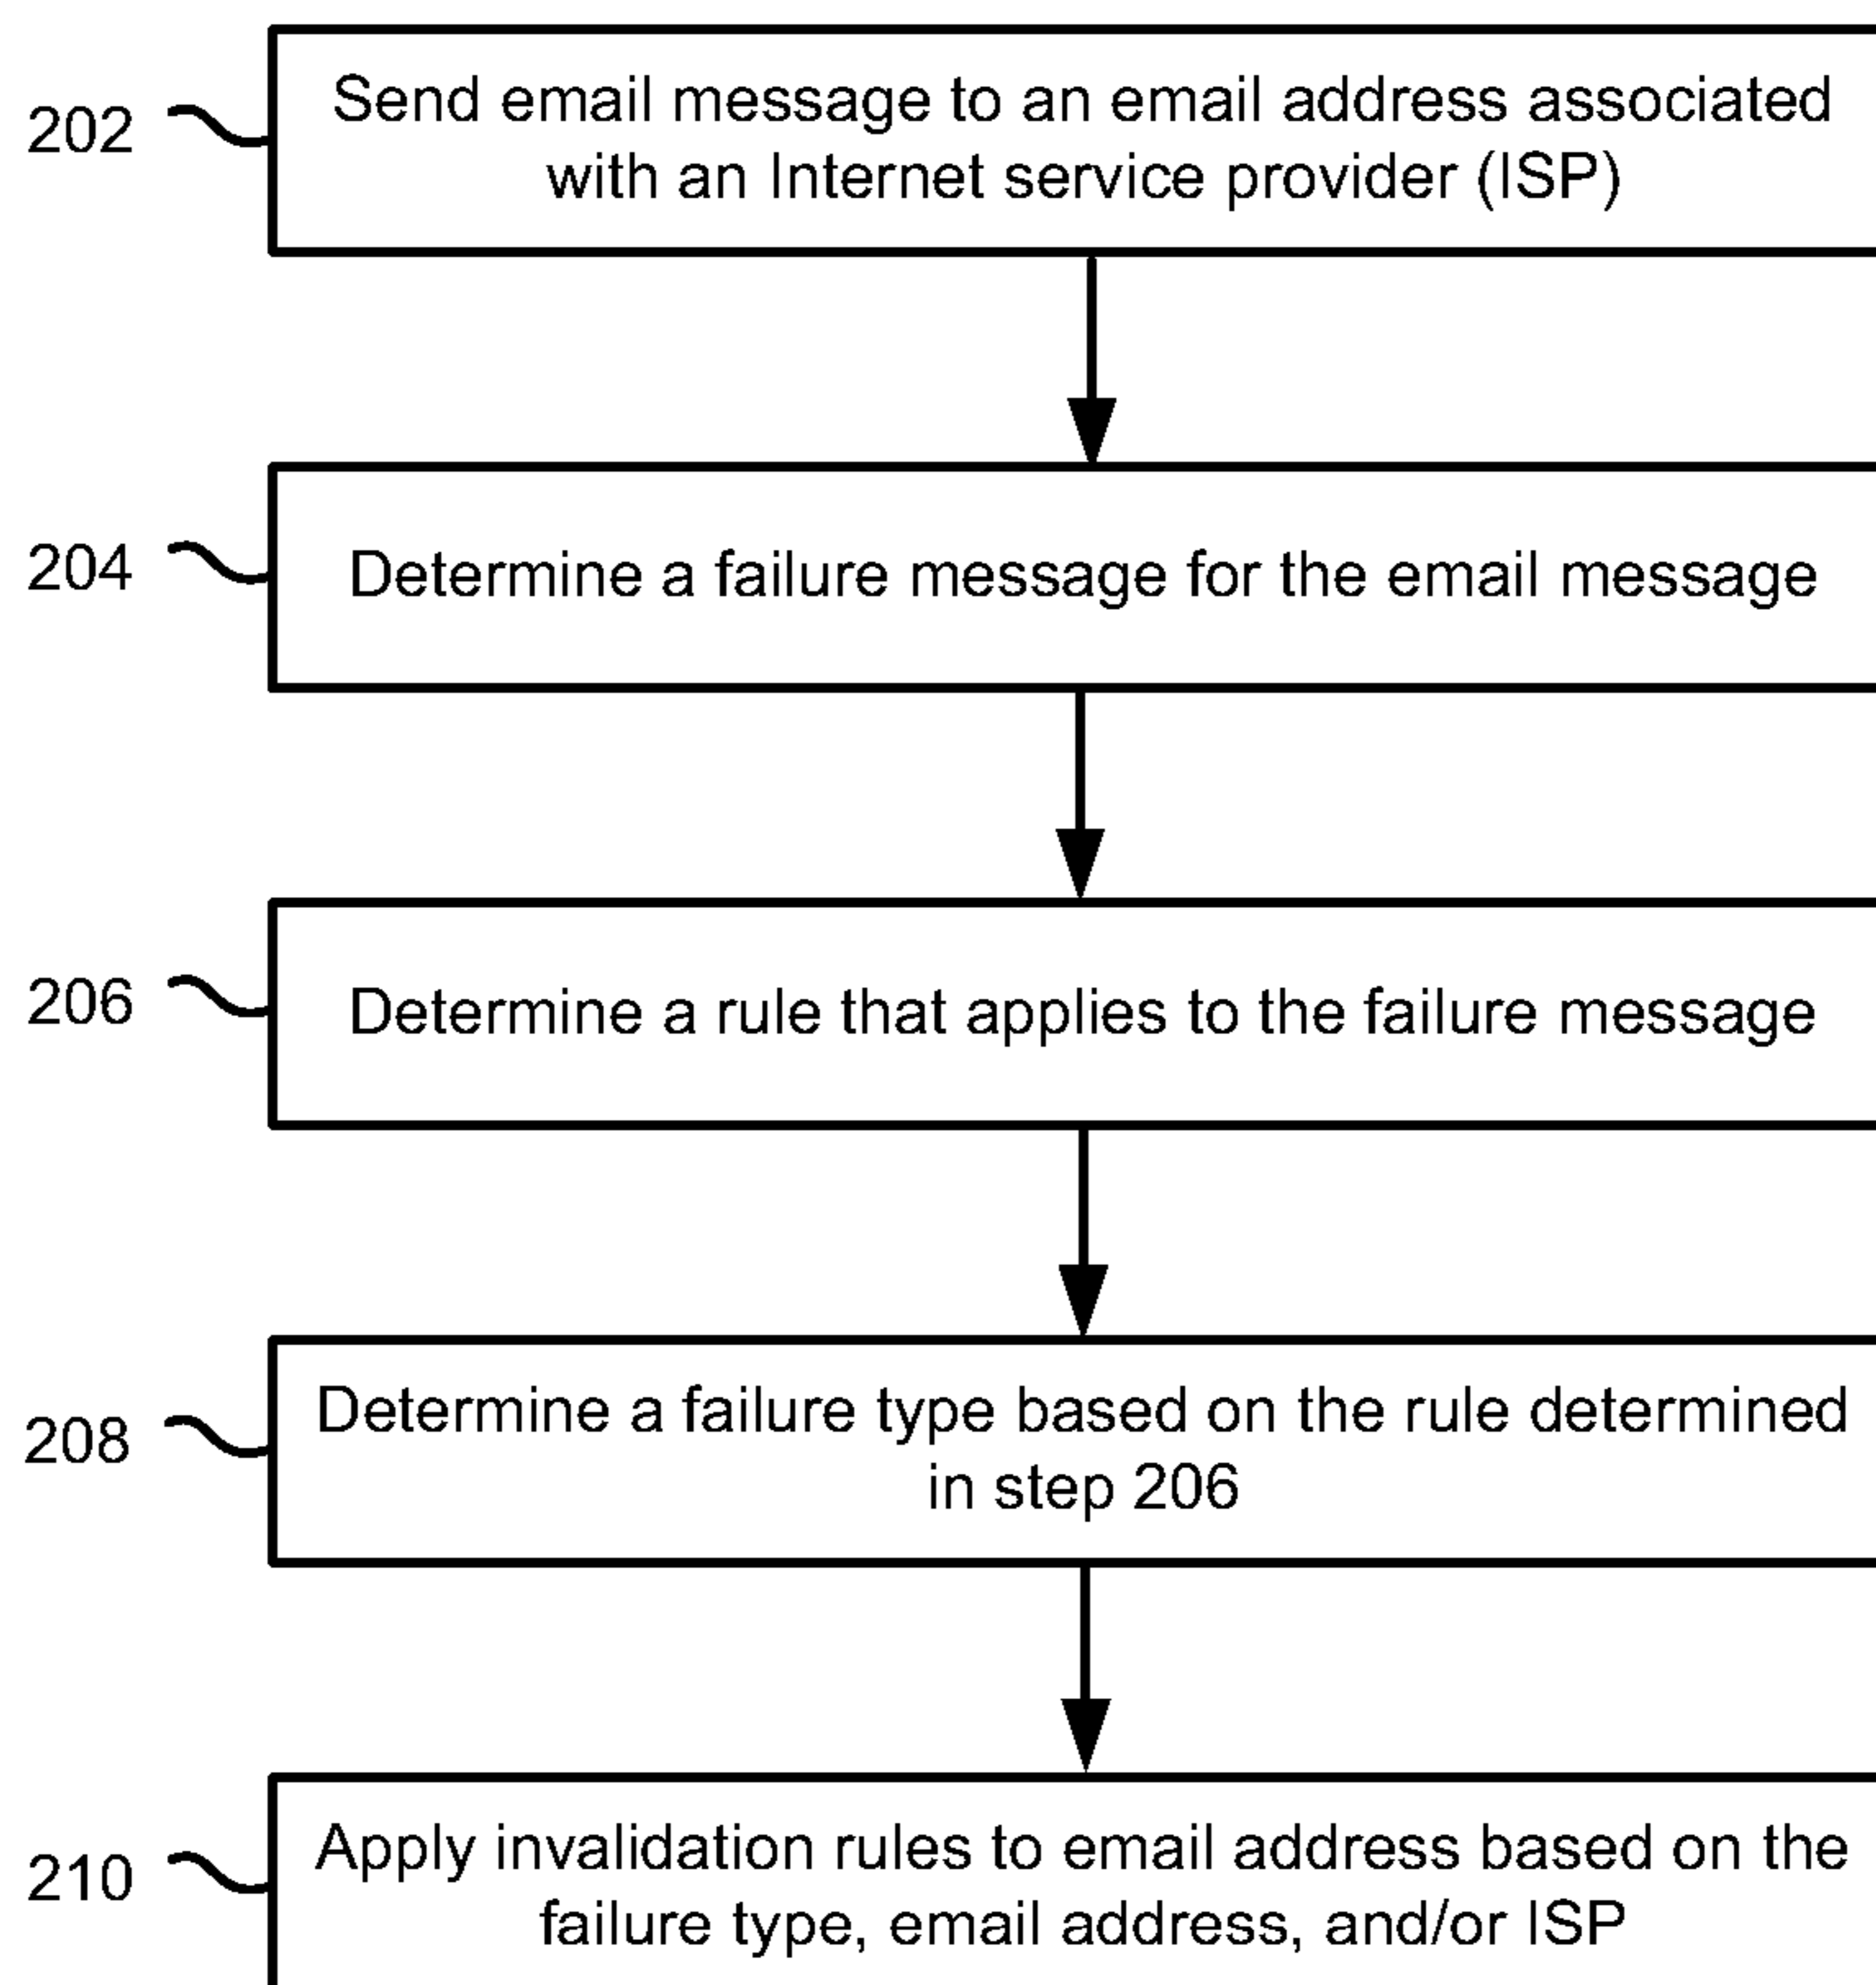 202
Send email message to an email address associated
with an Internet service provider (ISP)
204
Determine a failure message for the email message
206
Determine a rule that applies to the failure message
208
Determine a failure type based on the rule determined
in step 206
210
Apply invalidation rules to email address based on the
failure type, email address, and/or ISP